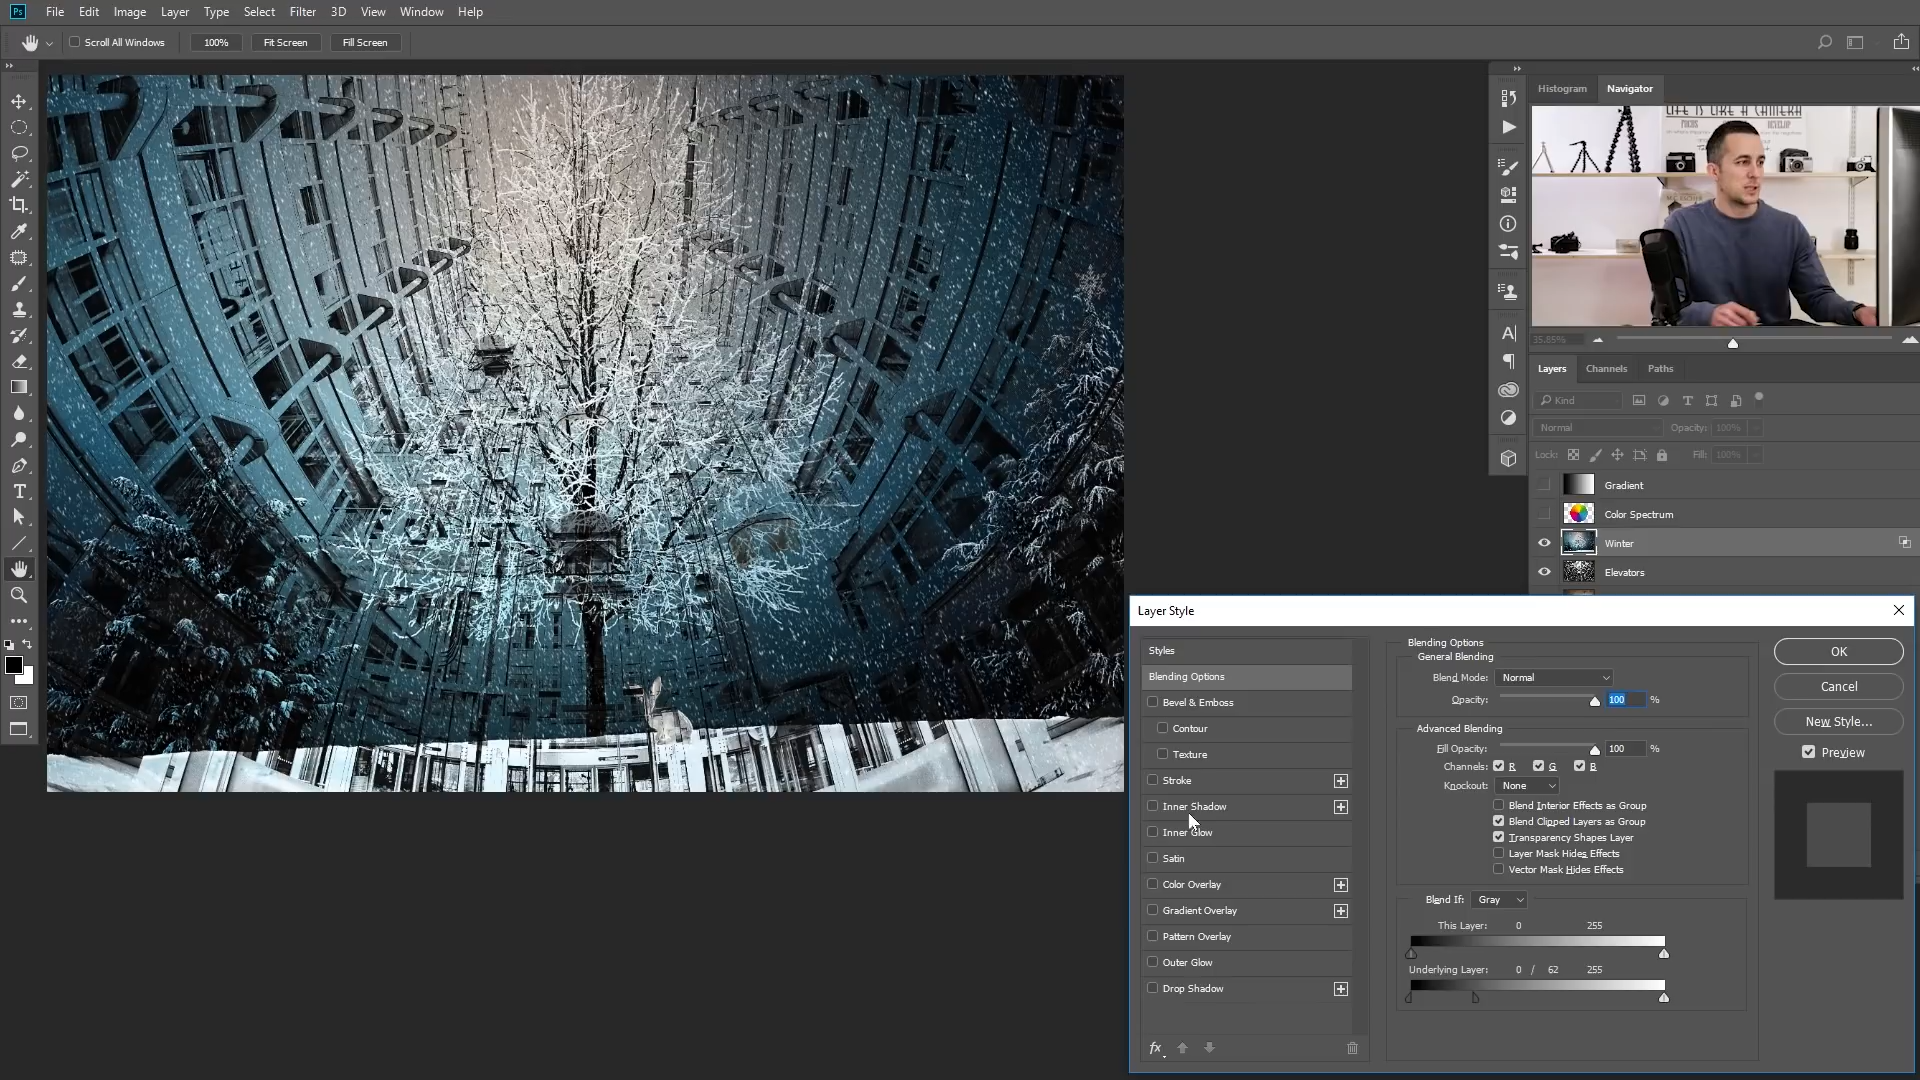 Ps File Edit Image Layer Type Select Filter 3D View Window Help
Scroll All Windows 100% Fit Screen Fill Screen
Histogram Navigator
LIFE IS LIKE A CAMERA
FOCUS DEVELOP
35.85%
Layers Channels Paths
Kind
Normal Opacity: 100%
Lock: Fill: 100%
Gradient
Color Spectrum
Winter
Elevators
Layer Style
Styles
Blending Options
Bevel & Emboss
Contour
Texture
Stroke
Inner Shadow
Inner Glow
Satin
Color Overlay
Gradient Overlay
Pattern Overlay
Outer Glow
Drop Shadow
fx
Blending Options
General Blending
Blend Mode: Normal
Opacity: 100 %
Advanced Blending
Fill Opacity: 100 %
Channels: R G B
Knockout: None
Blend Interior Effects as Group
Blend Clipped Layers as Group
Transparency Shapes Layer
Layer Mask Hides Effects
Vector Mask Hides Effects
Blend If: Gray
This Layer: 0 255
Underlying Layer: 0 / 62 255
OK
Cancel
New Style...
Preview